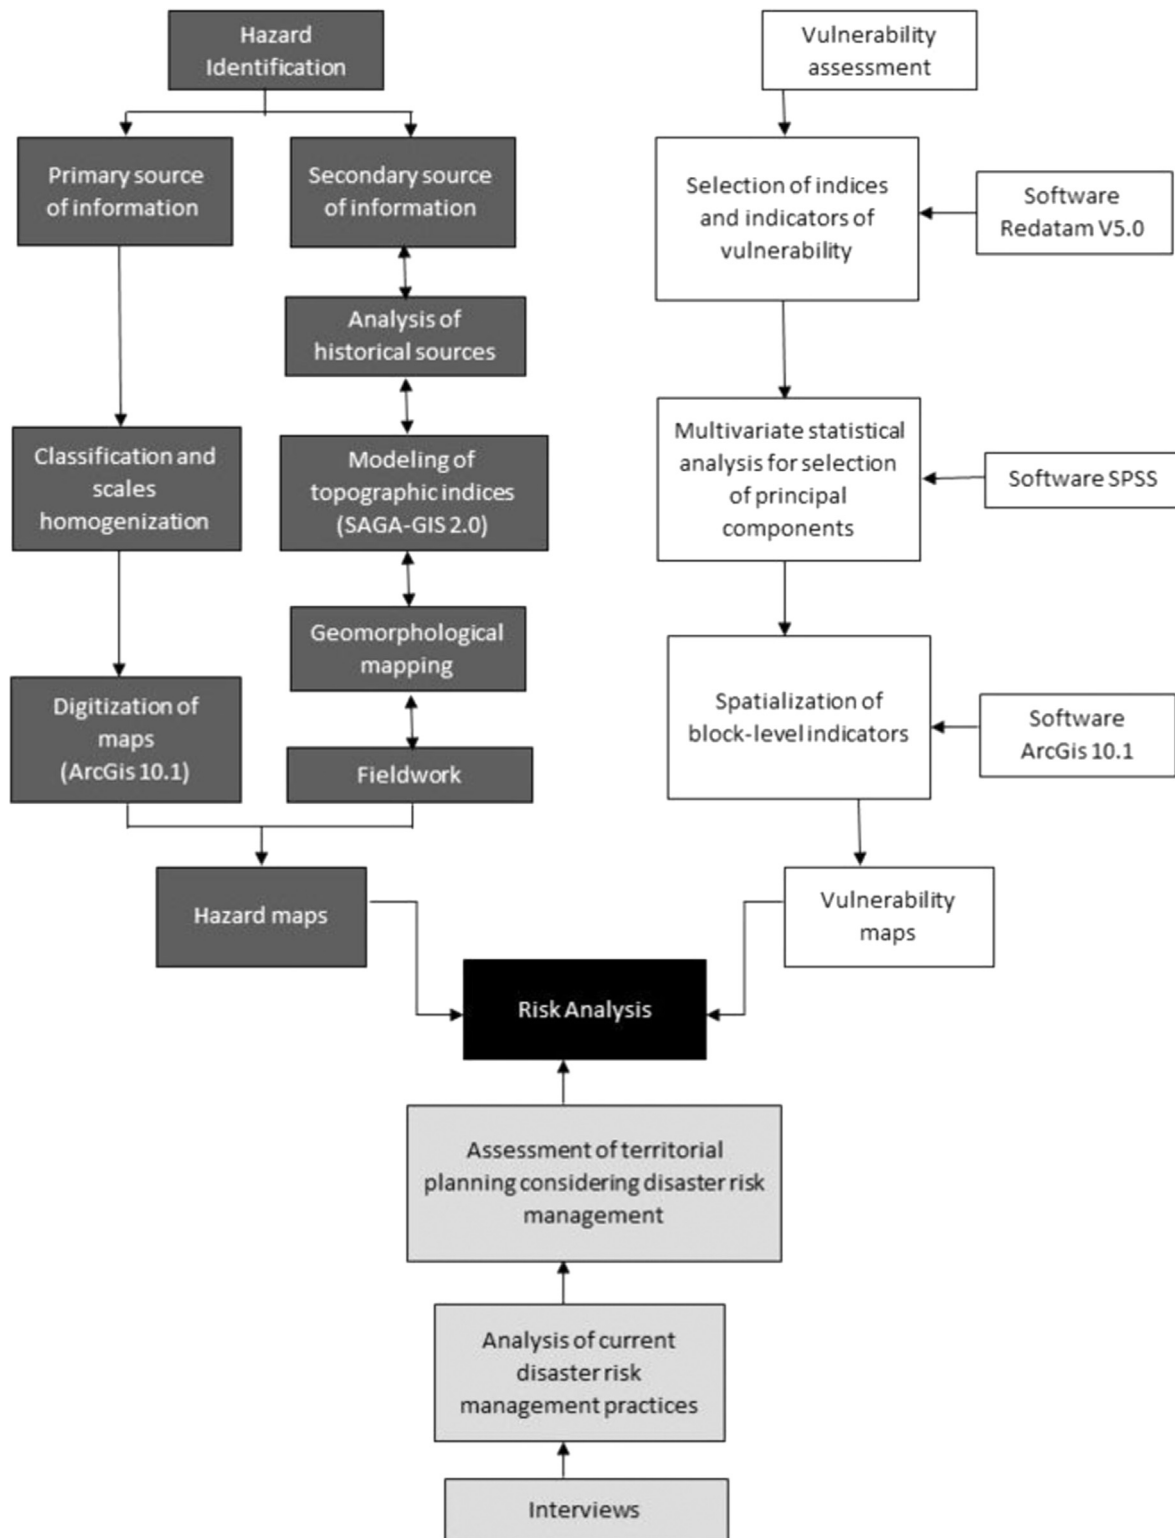 Hazard
Identification
Primary source
of information
Secondary source
of information
Analysis of
historical sources
Classification and
scales
homogenization
Modeling of
topographic indices
(SAGA-GIS 2.0)
Geomorphological
mapping
Digitization of
maps
(ArcGis 10.1)
Fieldwork
Hazard maps
Vulnerability
assessment
Selection of indices
and indicators of
vulnerability
Software
Redatam V5.0
Multivariate statistical
analysis for selection
of principal
components
Software SPSS
Spatialization of
block-level indicators
Software
ArcGis 10.1
Vulnerability
maps
Risk Analysis
Assessment of territorial
planning considering disaster risk
management
Analysis of current
disaster risk
management practices
Interviews